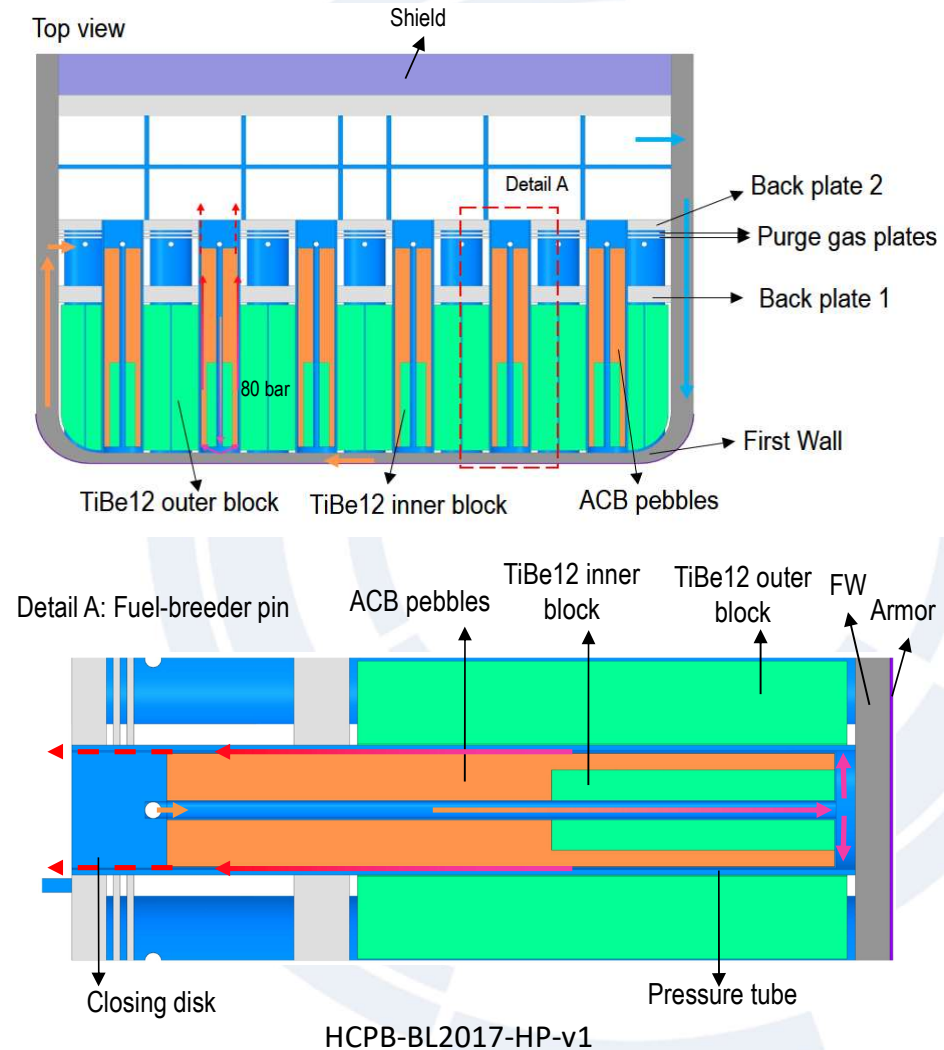 Top view
Shield
Detail A
Back plate 2
Purge gas plates
Back plate 1
80 bar
First Wall
TiBe12 outer block
TiBe12 inner block
ACB pebbles
Detail A: Fuel-breeder pin
ACB pebbles
TiBe12 inner
block
TiBe12 outer
block
FW
Armor
Closing disk
Pressure tube
HCPB-BL2017-HP-v1